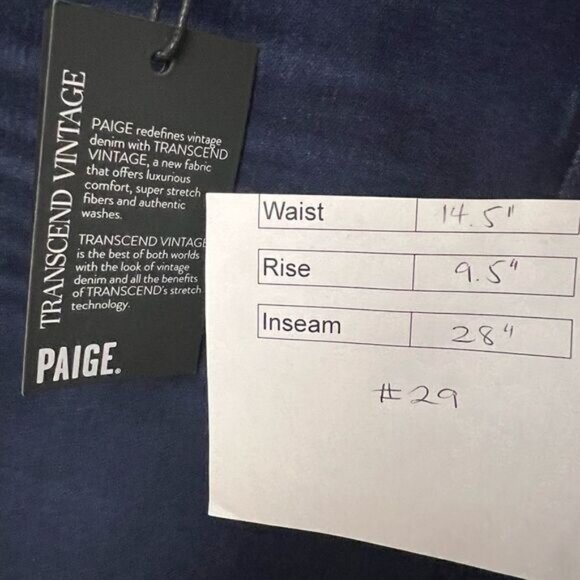 TRANSCEND VINTAGE
PAIGE redefines vintage
denim with TRANSCEND
VINTAGE, a new fabric
that offers luxurious
comfort, super stretch
fibers and authentic
washes.
TRANSCEND VINTAGE
is the best of both worlds
with the look of vintage
denim and all the benefits
of TRANSCEND's stretch
technology.
PAIGE.
Waist 14.5"
Rise 9.5"
Inseam 28"
#29